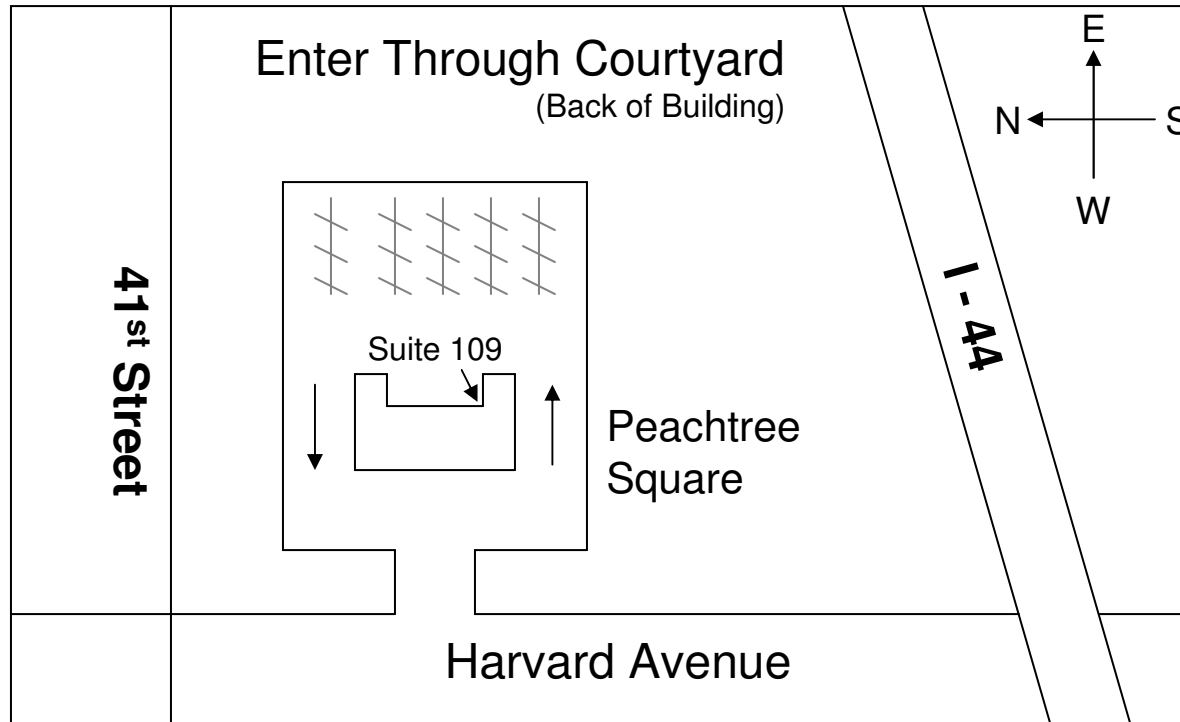 Enter Through Courtyard
(Back of Building)
E
N
S
W
41st Street
I - 44
Suite 109
Peachtree
Square
Harvard Avenue